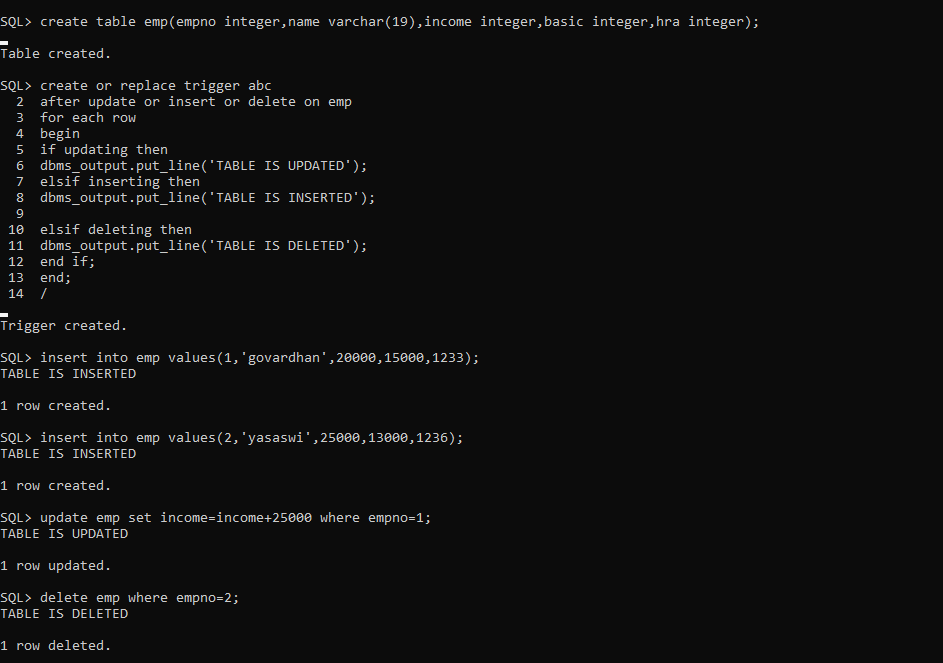 SQL> create table emp(empno integer,name varchar(19),income integer,basic integer,hra integer);
Table created.
SQL> create or replace trigger abc
2 after update or insert or delete on emp
3 for each row
4 begin
5 if updating then
6 dbms_output.put_line('TABLE IS UPDATED');
7 elsif inserting then
8 dbms_output.put_line('TABLE IS INSERTED');
9
10 elsif deleting then
11 dbms_output.put_line('TABLE IS DELETED');
12 end if;
13 end;
14 /
Trigger created.
SQL> insert into emp values(1,'govardhan',20000,15000,1233);
TABLE IS INSERTED
1 row created.
SQL> insert into emp values(2,'yasaswi',25000,13000,1236);
TABLE IS INSERTED
1 row created.
SQL> update emp set income=income+25000 where empno=1;
TABLE IS UPDATED
1 row updated.
SQL> delete emp where empno=2;
TABLE IS DELETED
1 row deleted.